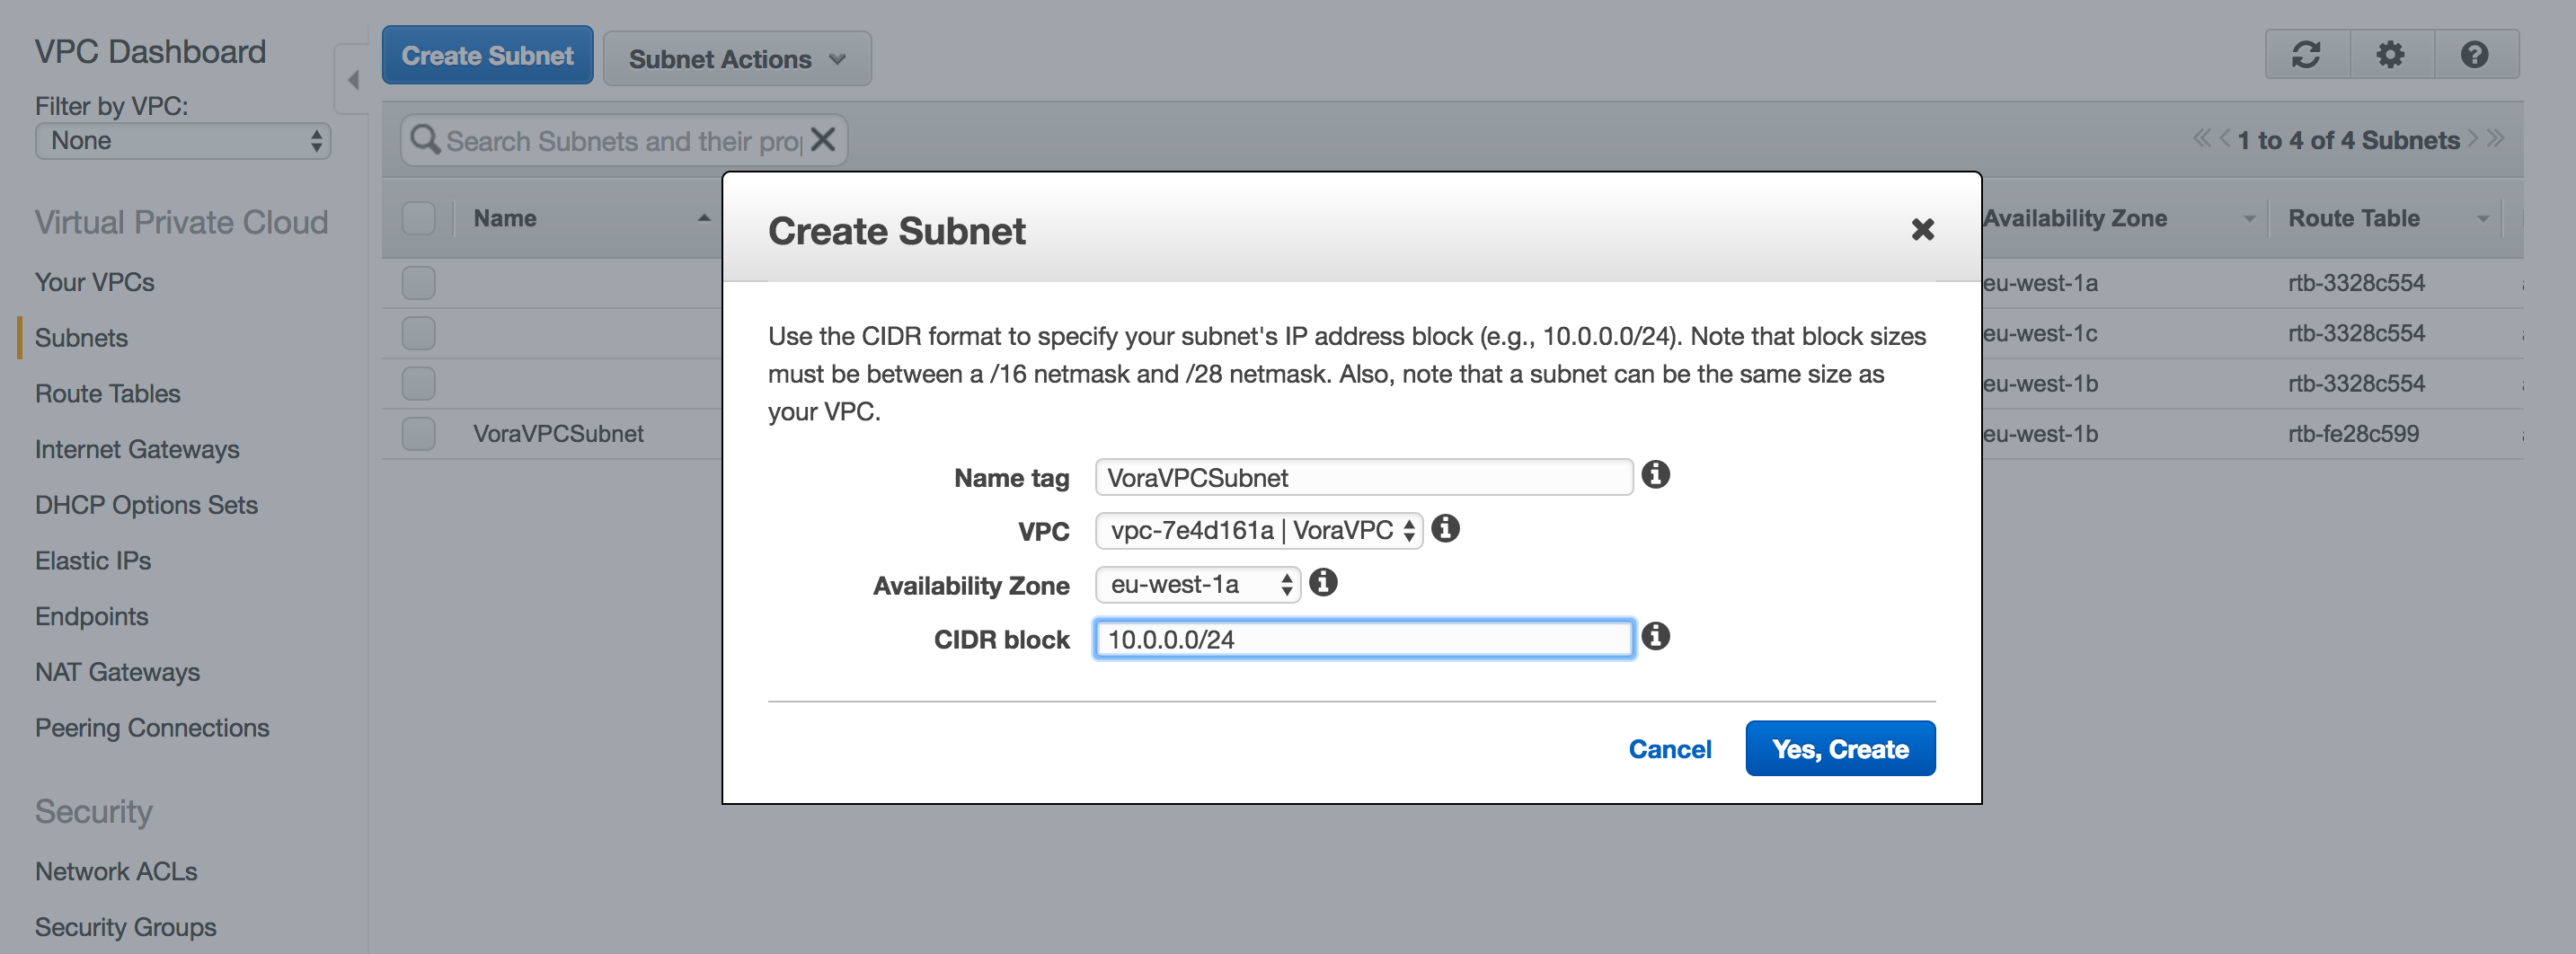 VPC Dashboard
Filter by VPC:
None
Virtual Private Cloud
Your VPCs
Subnets
Route Tables
Internet Gateways
DHCP Options Sets
Elastic IPs
Endpoints
NAT Gateways
Peering Connections
Security
Network ACLs
Security Groups
Create Subnet
Subnet Actions
Search Subnets and their prop
1 to 4 of 4 Subnets
Name
Availability Zone
Route Table
eu-west-1a
rtb-3328c554
eu-west-1c
rtb-3328c554
eu-west-1b
rtb-3328c554
VoraVPCSubnet
eu-west-1b
rtb-fe28c599
Create Subnet
Use the CIDR format to specify your subnet's IP address block (e.g., 10.0.0.0/24). Note that block sizes
must be between a /16 netmask and /28 netmask. Also, note that a subnet can be the same size as
your VPC.
Name tag
VoraVPCSubnet
VPC
vpc-7e4d161a | VoraVPC
Availability Zone
eu-west-1a
CIDR block
10.0.0.0/24
Cancel
Yes, Create